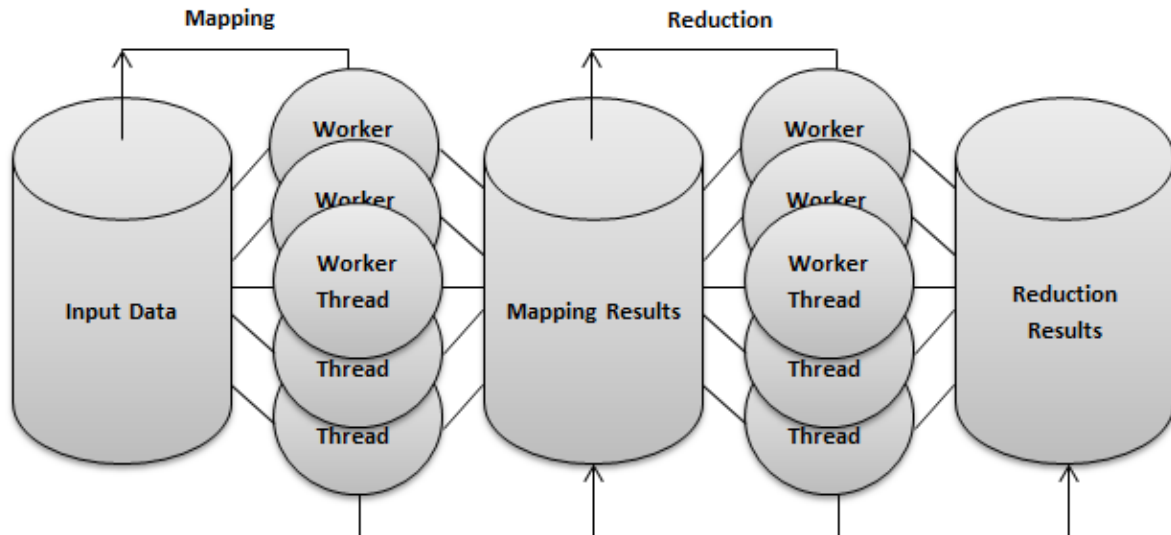 Mapping
Reduction
Worker
Worker
Worker
Thread
Thread
Thread
Worker
Worker
Worker
Thread
Thread
Thread
Input Data
Mapping Results
Reduction
Results